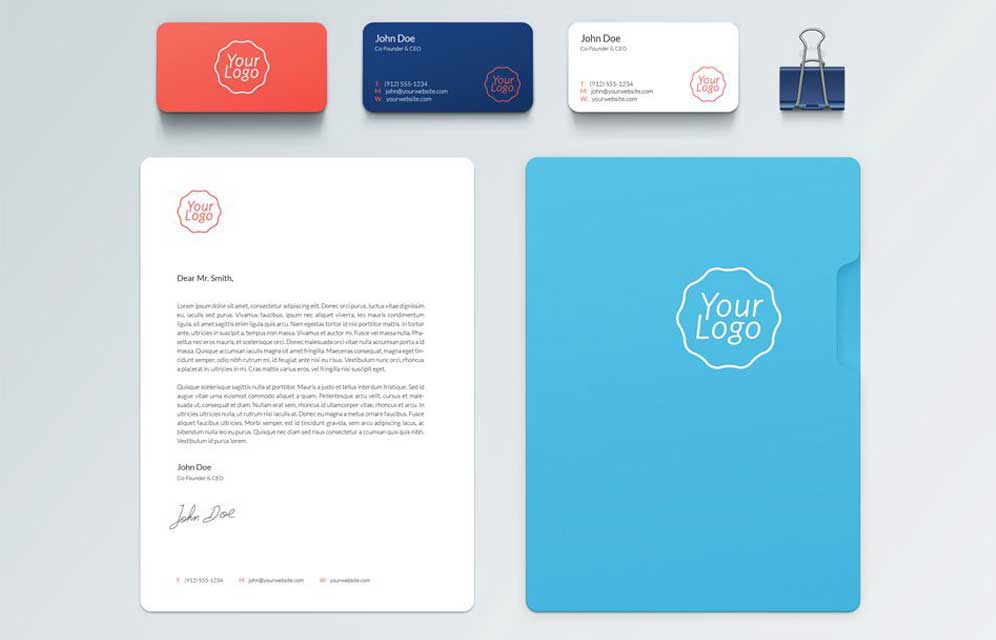 Your
Logo
John Doe
Co-Founder & CEO
T: (912) 555-1234
M: john@yourwebsite.com
W: yourwebsite.com
Your
Logo
John Doe
Co-Founder & CEO
T: (912) 555-1234
M: john@yourwebsite.com
W: yourwebsite.com
Your
Logo
Your
Logo
Dear Mr. Smith,
Lorem ipsum dolor sit amet, consectetur adipiscing elit. Donec orci purus, luctus vitae dignissim
eu, iaculis sed purus. Vivamus faucibus, ipsum nec aliquet viverra, leo mauris condimentum
ligula, sit amet sagittis enim ligula quis arcu. Nam egestas tortor id nisi porttitor mattis. In tortor
ante, ultricies in suscipit a, tempus non massa. Vivamus et auctor mi. Fusce vel massa nulla. Pha-
sellus nec eros mauris, et scelerisque orci. Donec malesuada orci vitae nulla accumsan porta a id
massa. Quisque accumsan iaculis magna sit amet fringilla. Maecenas consequat, magna eget tin-
cidunt semper, odio nibh rutrum mi, id feugiat ante nisi eu risus. Vestibulum nunc orci, rhoncus
a placerat in, ultricies in mi. Cras mattis varius eros, vel fringilla nisi suscipit eget.
Quisque scelerisque sagittis nulla at porttitor. Mauris a justo et tellus interdum tristique. Sed id
augue vitae urna euismod commodo aliquet a quam. Pellentesque arcu velit, cursus et male-
suada ut, consequat et diam. Nullam erat sem, rhoncus id ullamcorper vitae, rhoncus et arcu. In
ultricies ultricies nulla, ut rutrum nisi iaculis at. Donec eu magna a metus ornare faucibus. Fusce
aliquet faucibus ultricies. Morbi semper, est id tincidunt gravida, sem arcu adipiscing lacus, ac
bibendum nulla leo eu purus. Quisque nec diam sed risus consectetur a ccumsan quis quis nibh.
Vestibulum id purus lorem.
John Doe
Co-Founder & CEO
John Doe
T: (912) 555-1234 M: john@yourwebsite.com W: yourwebsite.com
Your
Logo